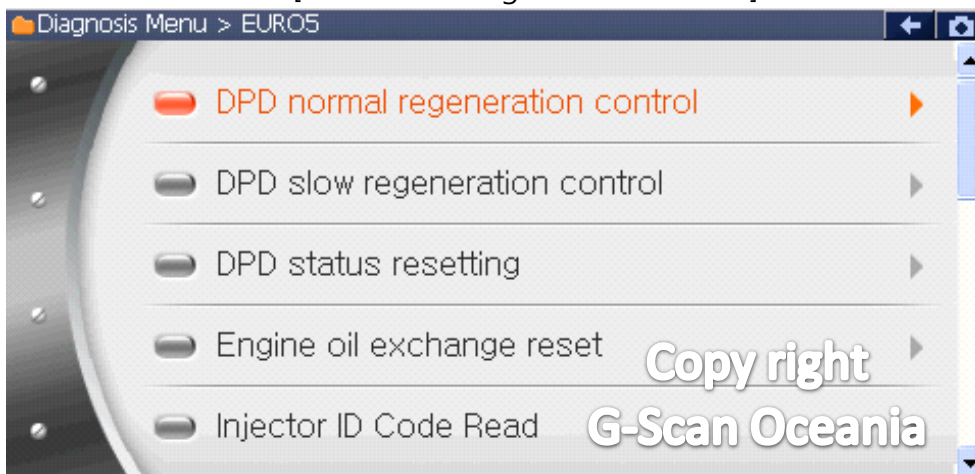 Diagnosis Menu > EURO5
DPD normal regeneration control
DPD slow regeneration control
DPD status resetting
Engine oil exchange reset
Copy right
Injector ID Code Read
G-Scan Oceania